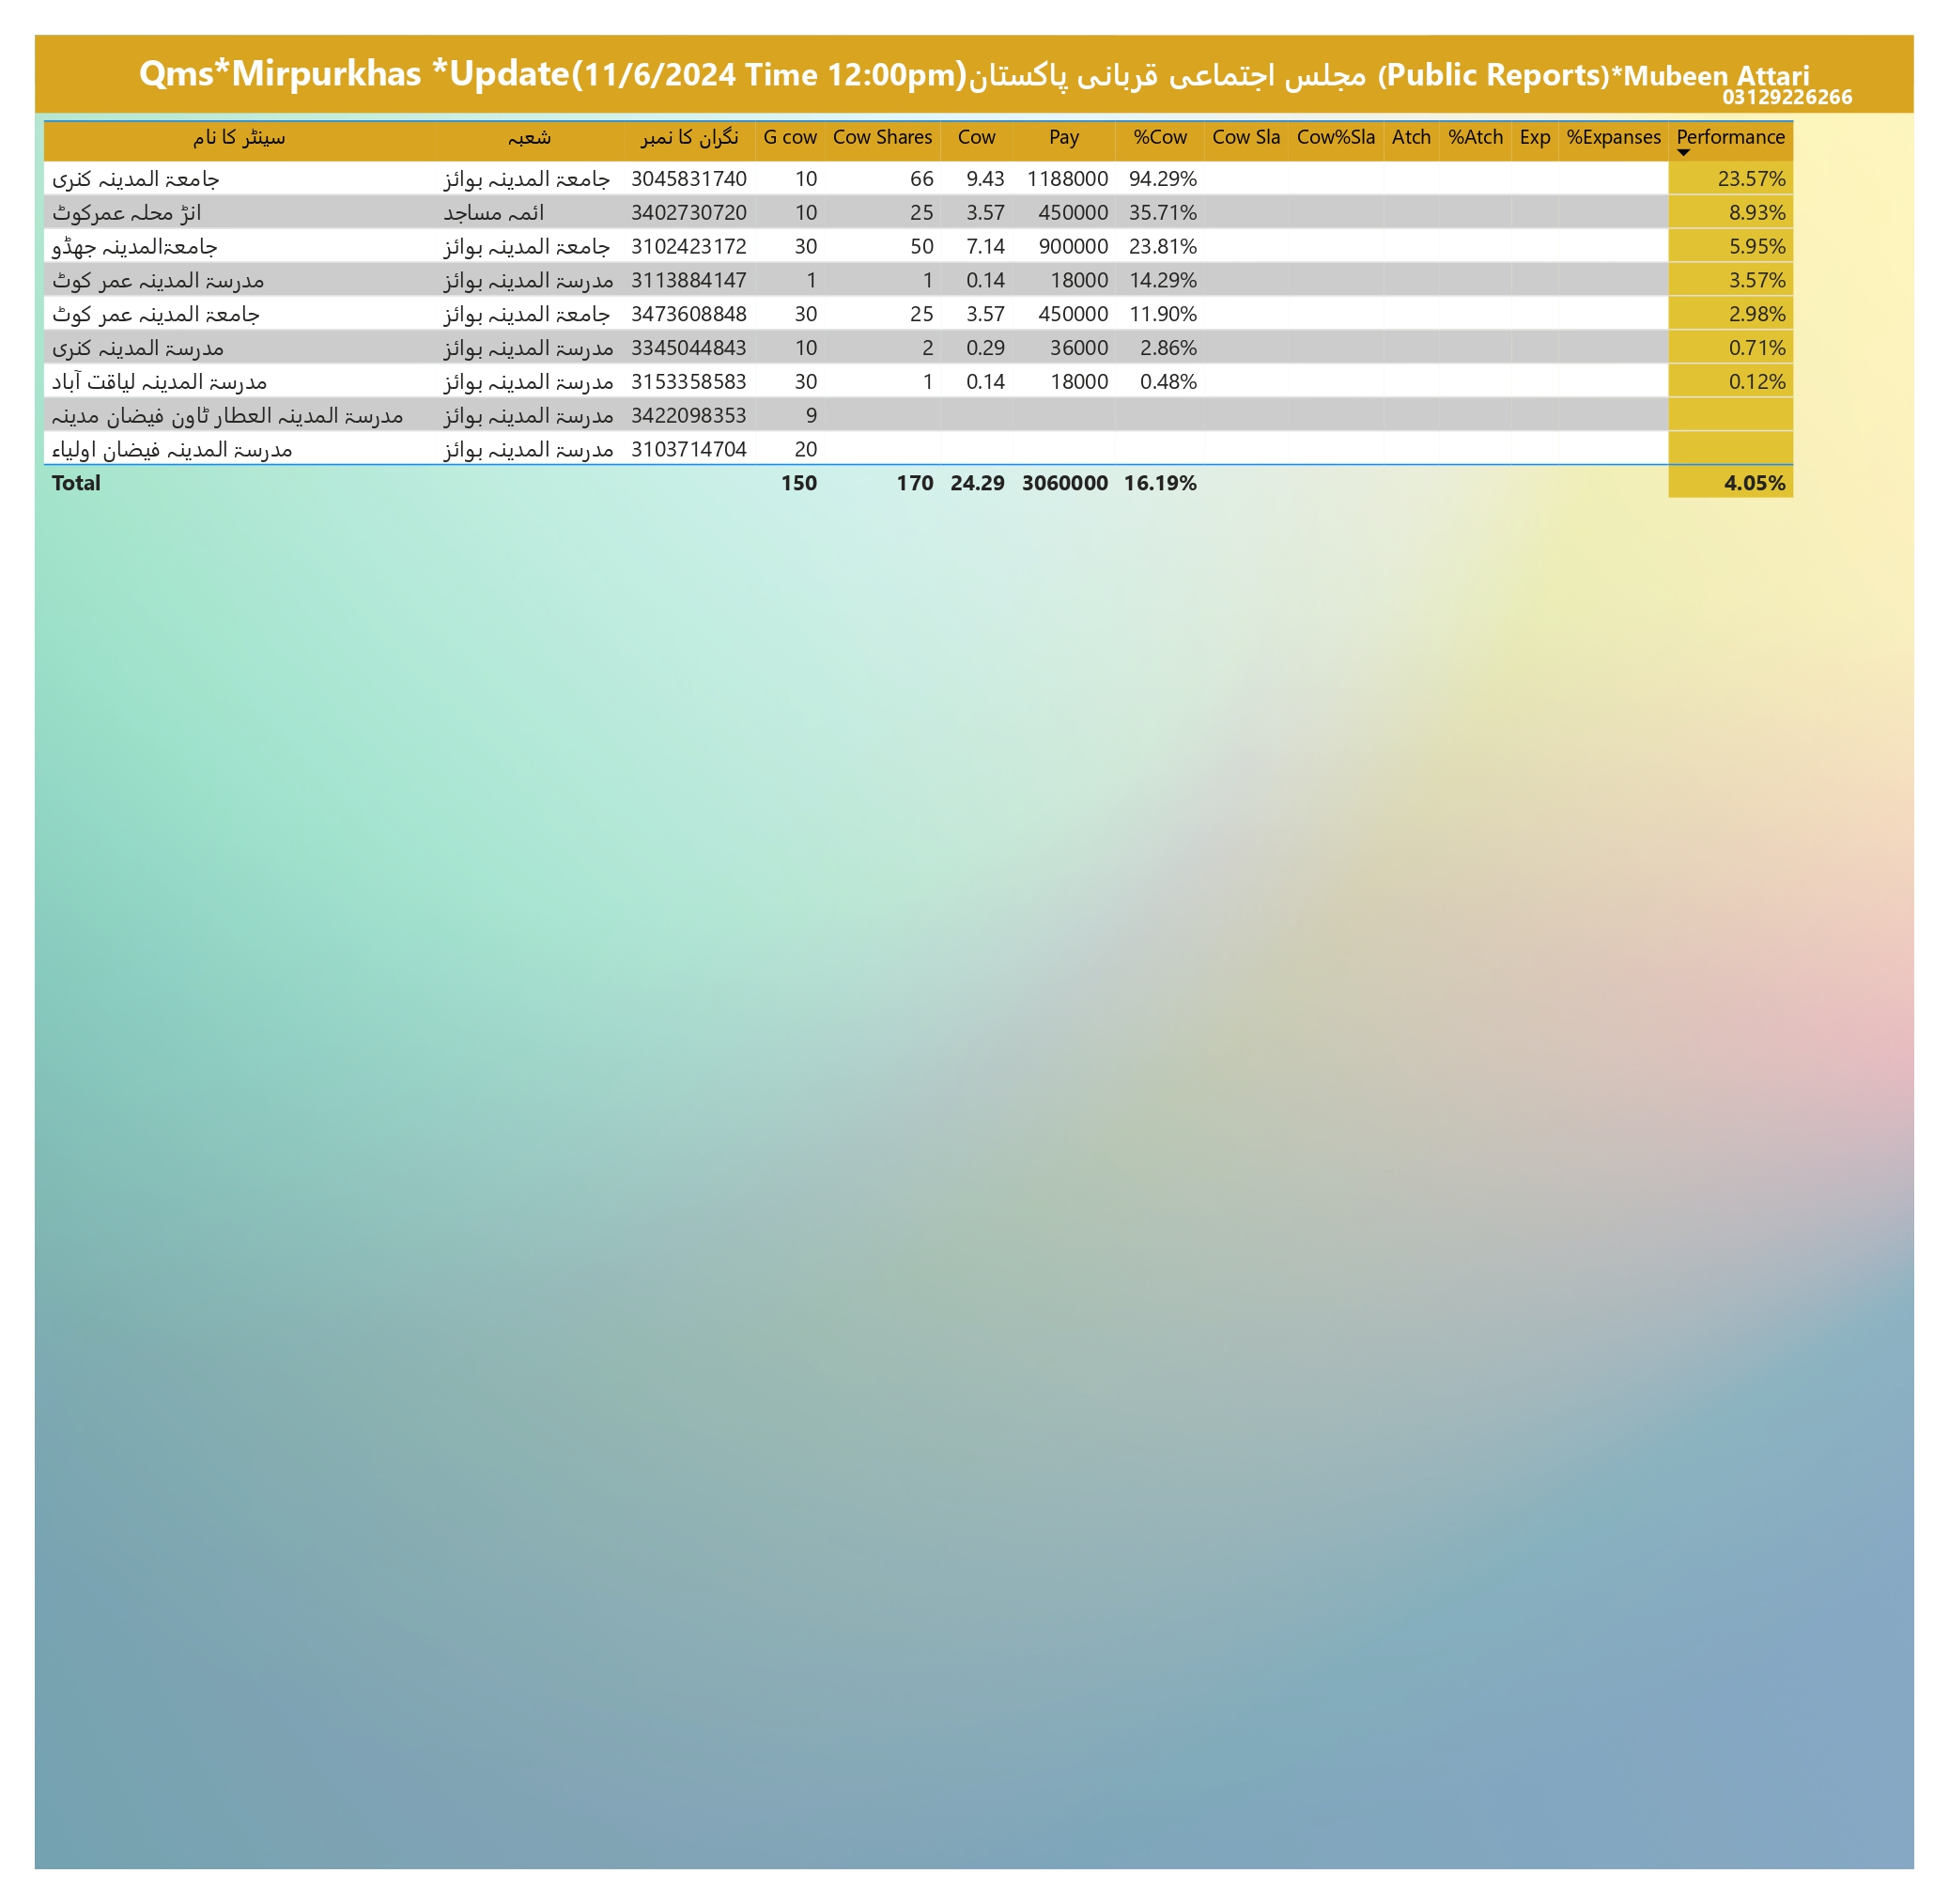 Qms*Mirpurkhas *Update(11/6/2024 Time 12:00pm)مجلس اجتماعی قربانی پاکستان (Public Reports)*Mubeen Attari
03129226266
سینٹر کا نام شعبہ نگران کا نمبر G cow Cow Shares Cow Pay %Cow Cow Sla Cow%Sla Atch %Atch Exp %Expanses Performance
جامعۃ المدینہ کنری جامعۃ المدینہ بوائز 3045831740 10 66 9.43 1188000 94.29% 23.57%
انڑ محلہ عمرکوٹ ائمہ مساجد 3402730720 10 25 3.57 450000 35.71% 8.93%
جامعۃالمدینہ جھڈو جامعۃ المدینہ بوائز 3102423172 30 50 7.14 900000 23.81% 5.95%
مدرسۃ المدینہ عمر کوٹ مدرسۃ المدینہ بوائز 3113884147 1 1 0.14 18000 14.29% 3.57%
جامعۃ المدینہ عمر کوٹ جامعۃ المدینہ بوائز 3473608848 30 25 3.57 450000 11.90% 2.98%
مدرسۃ المدینہ کنری مدرسۃ المدینہ بوائز 3345044843 10 2 0.29 36000 2.86% 0.71%
مدرسۃ المدینہ لیاقت آباد مدرسۃ المدینہ بوائز 3153358583 30 1 0.14 18000 0.48% 0.12%
مدرسۃ المدینہ العطار ٹاون فیضان مدینہ مدرسۃ المدینہ بوائز 3422098353 9
مدرسۃ المدینہ فیضان اولیاء مدرسۃ المدینہ بوائز 3103714704 20
Total 150 170 24.29 3060000 16.19% 4.05%